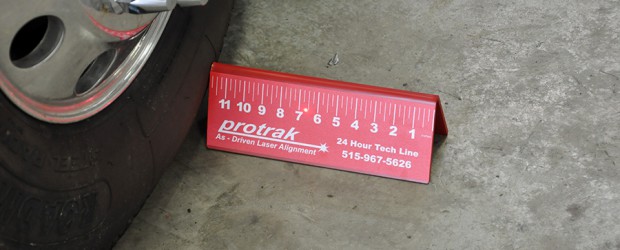 11 10 9 8 7 6 5 4 3 2 1
protrak
As - Driven Laser Alignment
24 Hour Tech Line
515-967-5626